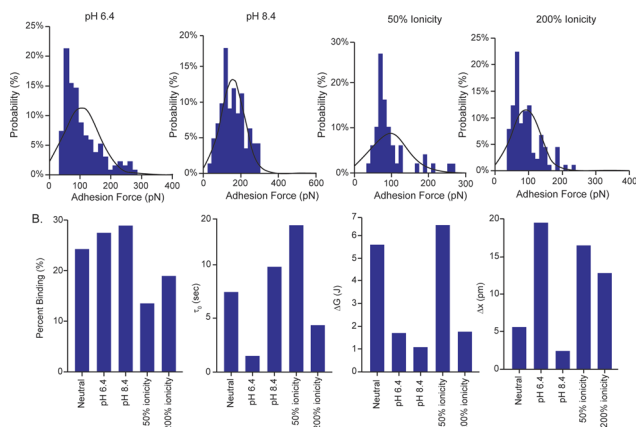 pH 6.4
pH 8.4
50% Ionicity
200% Ionicity
25%
20%
15%
10%
5%
0%
Probability (%)
0
100
200
300
400
Adhesion Force (pN)
20%
15%
10%
5%
0%
Probability (%)
0
200
400
600
Adhesion Force (pN)
30%
20%
10%
0%
Probability (%)
0
100
200
300
Adhesion Force (pN)
25%
20%
15%
10%
5%
0%
Probability (%)
0
100
200
300
400
Adhesion Force (pN)
B.
30
20
10
0
Percent Binding (%)
Neutral
pH 6.4
pH 8.4
50% ionicity
200% ionicity
20
15
10
5
0
τ0 (sec)
Neutral
pH 6.4
pH 8.4
50% ionicity
200% ionicity
7
6
5
4
3
2
1
0
ΔG (J)
Neutral
pH 6.4
pH 8.4
50% ionicity
00% ionicity
20
15
10
5
0
Δx (pm)
Neutral
pH 6.4
pH 8.4
50% ionicity
200% ionicity